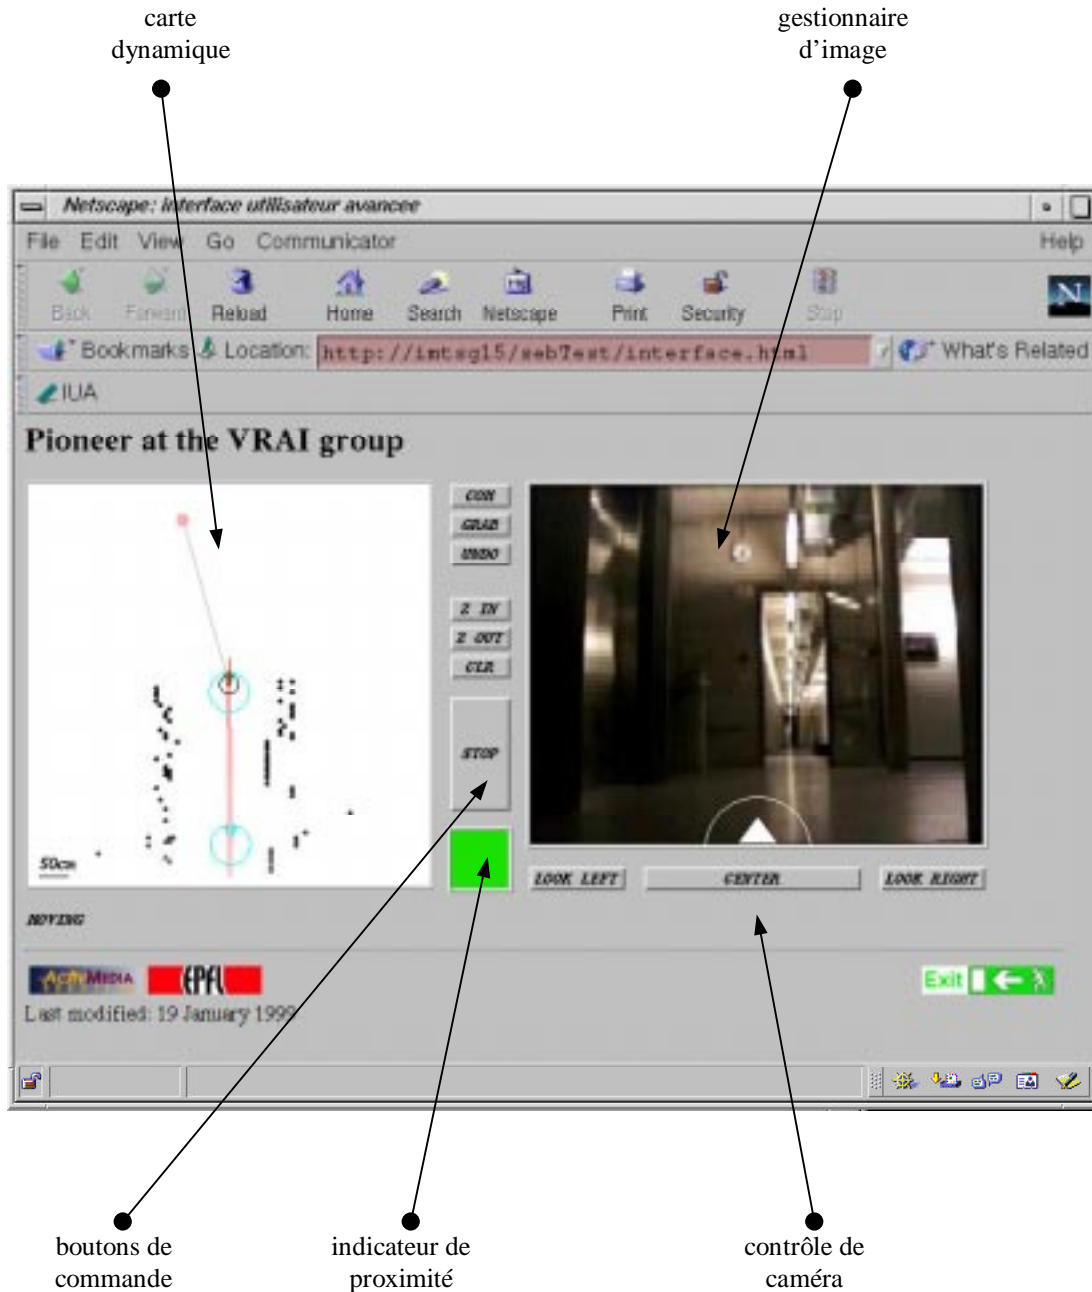 carte
dynamique
gestionnaire
d’image
Netscape: interface utilisateur avancee
File Edit View Go Communicator Help
Back Forward Reload Home Search Netscape Print Security Stop
N
Bookmarks Location: http://imtsg15/sebTest/interface.html What's Related
IUA
Pioneer at the VRAI group
CON
GRAB
UNDO
Z IN
Z OUT
CLR
STOP
50cm
LOOK LEFT CENTER LOOK RIGHT
MOVING
ACTIVMEDIA EPFL Exit
Last modified: 19 January 1999
boutons de
commande
indicateur de
proximité
contrôle de
caméra